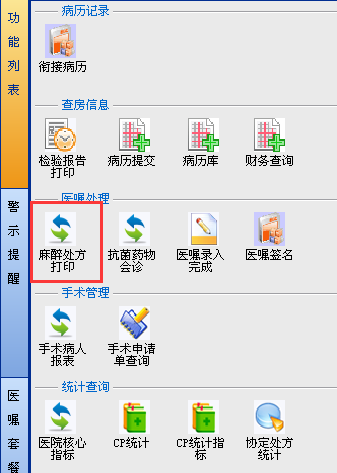 功能列表
警示提醒
医嘱套餐
病历记录
衔接病历
查房信息
检验报告 病历提交 病历库 财务查询
打印
医嘱处理
麻醉处方 抗菌药物 医嘱录入 医嘱签名
打印 会诊 完成
手术管理
手术病人 手术申请
报表 单查询
统计查询
医院核心 CP统计 CP统计指 协定处方
指标 标 统计